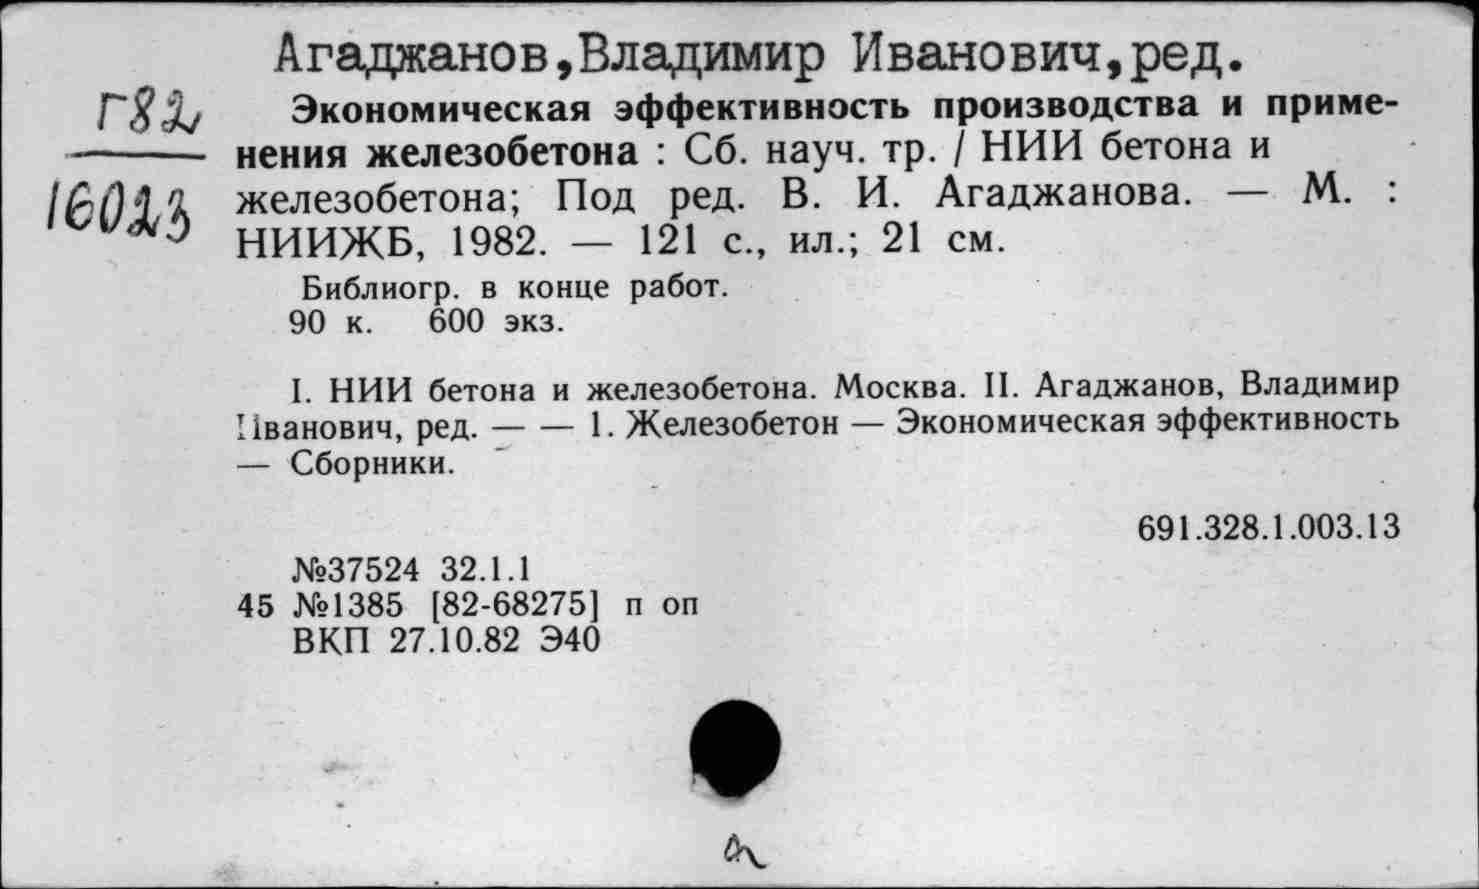 Агаджанов,Владимир Иванович,ред.
Г82
16023
Экономическая эффективность производства и приме-
нения железобетона : Сб. науч. тр. / НИИ бетона и
железобетона; Под ред. В. И. Агаджанова. — М. :
НИИЖБ, 1982. — 121 с., ил.; 21 см.
Библиогр. в конце работ.
90 к. 600 экз.
I. НИИ бетона и железобетона. Москва. II. Агаджанов, Владимир
Иванович, ред. — — 1. Железобетон — Экономическая эффективность
— Сборники.
691.328.1.003.13
№37524 32.1.1
45 №1385 [82-68275] п оп
ВКП 27.10.82 Э40